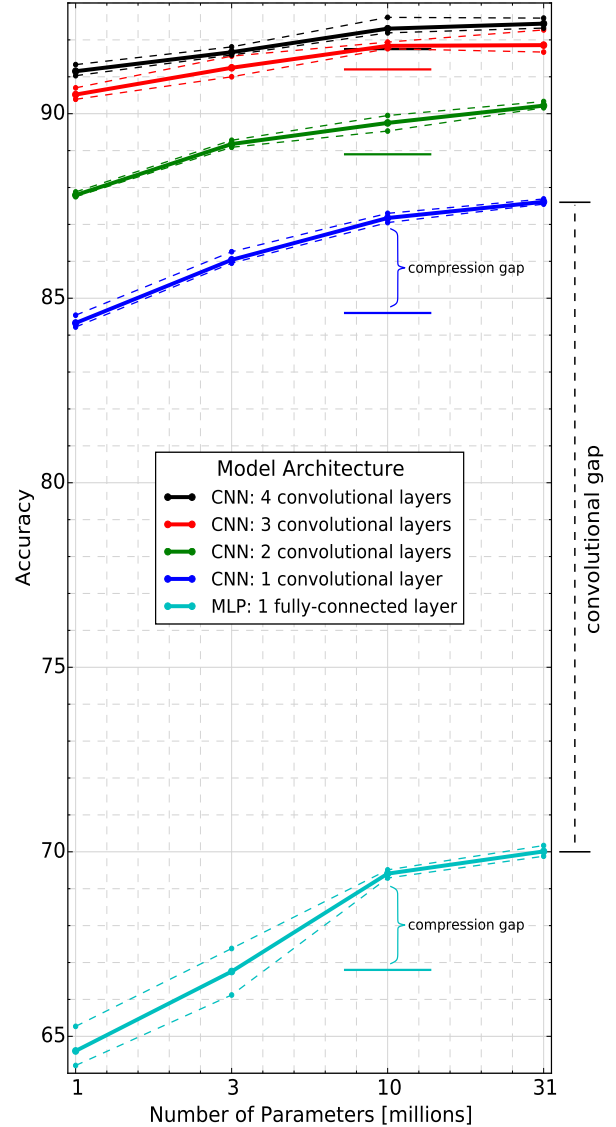 90
85
compression gap
80
Model Architecture
CNN: 4 convolutional layers
CNN: 3 convolutional layers
CNN: 2 convolutional layers
CNN: 1 convolutional layer
MLP: 1 fully-connected layer
Accuracy
convolutional gap
75
70
compression gap
65
1 3 10 31
Number of Parameters [millions]